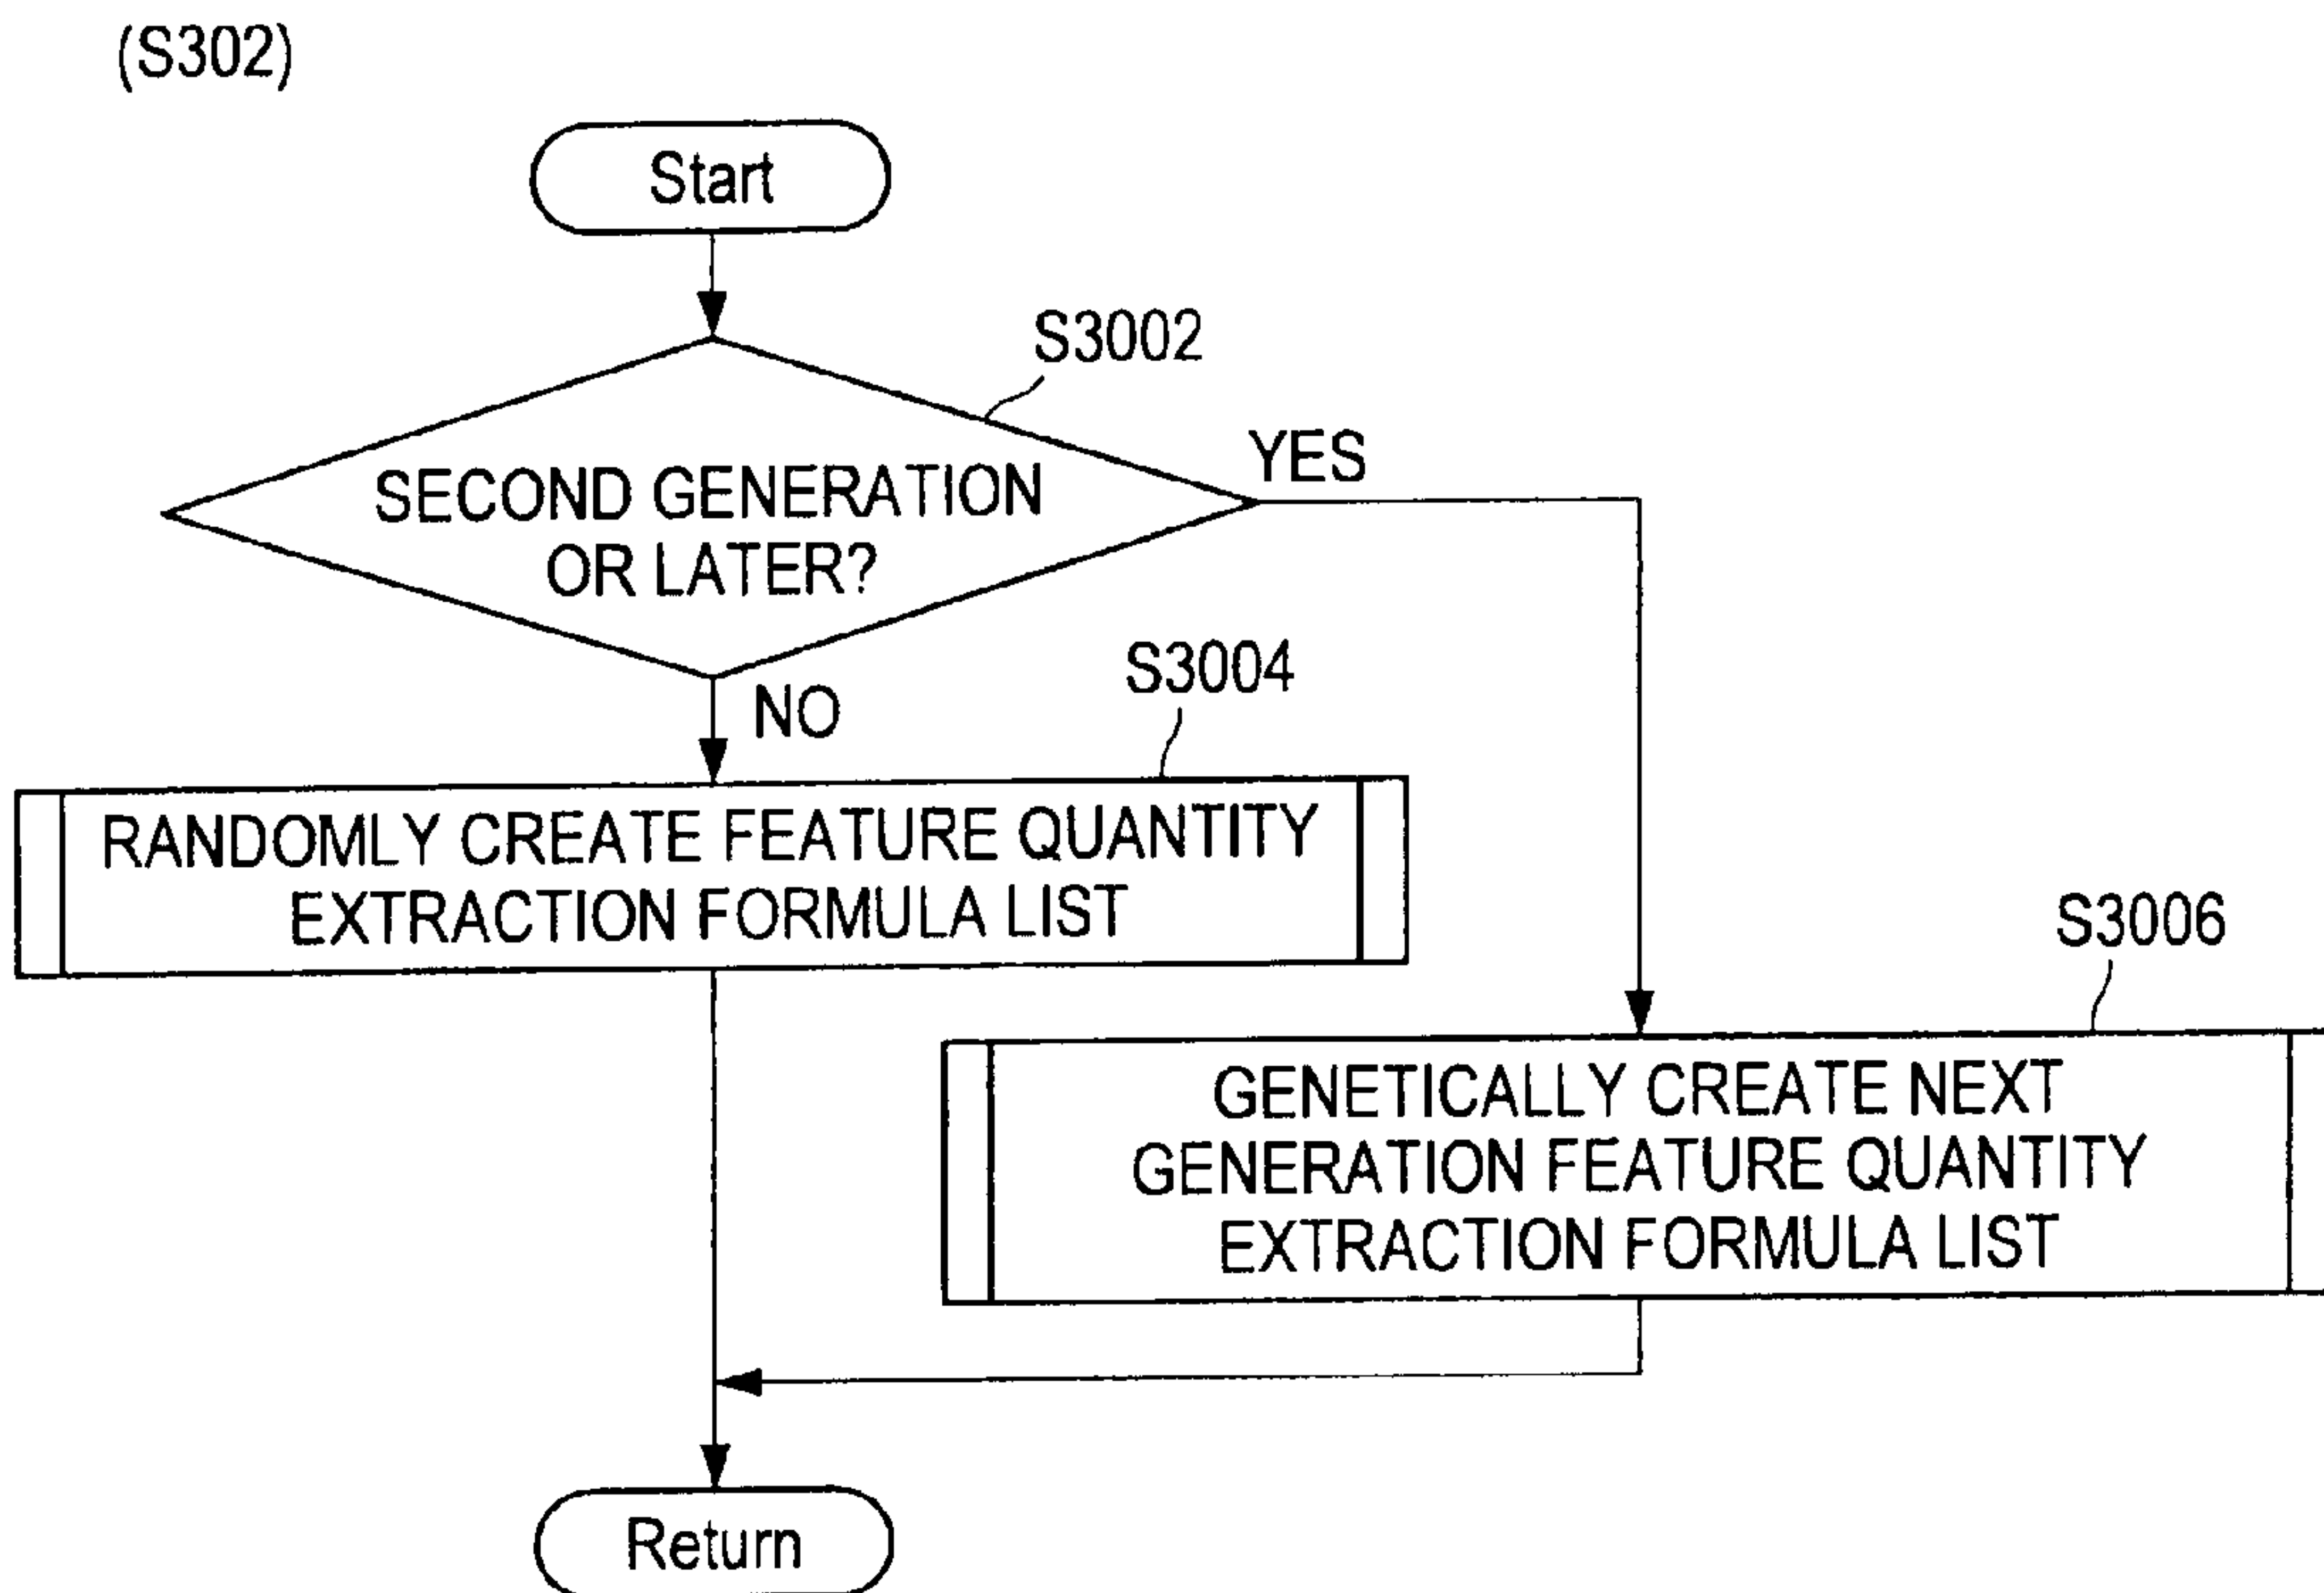 (S302)
Start
S3002
SECOND GENERATION
OR LATER?
YES
NO
S3004
RANDOMLY CREATE FEATURE QUANTITY
EXTRACTION FORMULA LIST
S3006
GENETICALLY CREATE NEXT
GENERATION FEATURE QUANTITY
EXTRACTION FORMULA LIST
Return